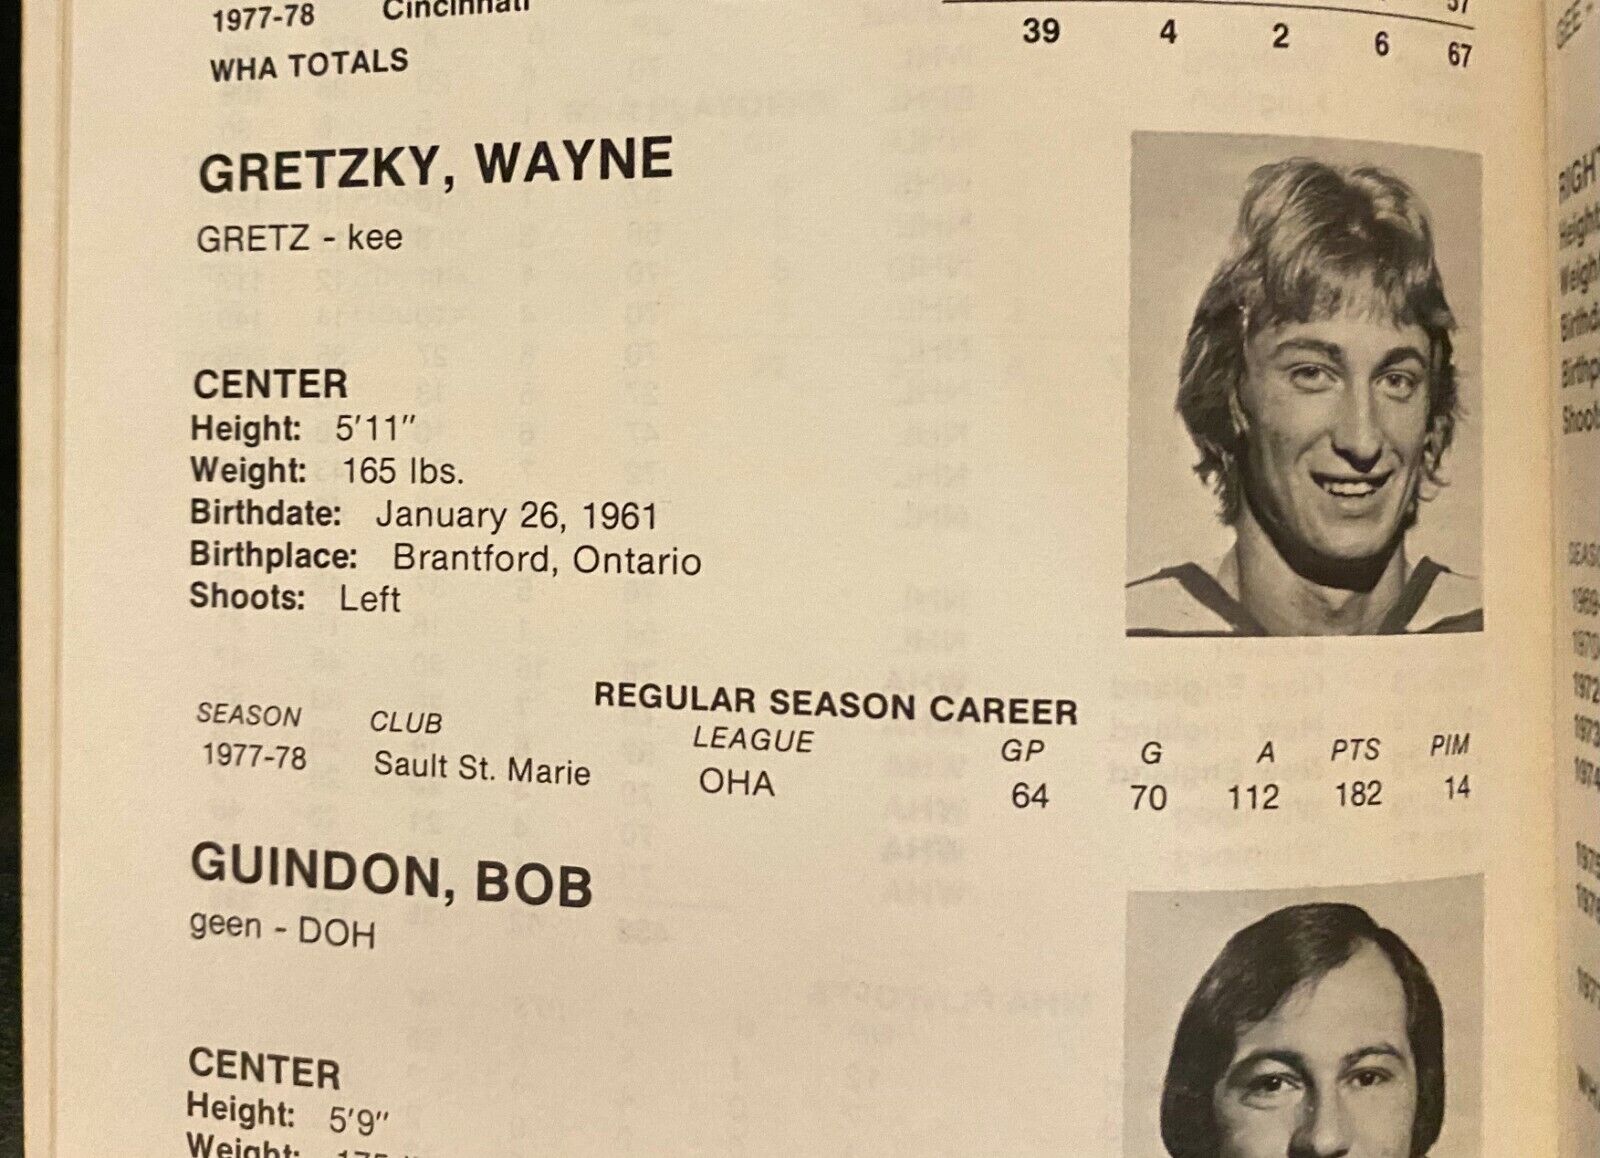 1977-78 Cincinnati 57
WHA TOTALS 39 4 2 6 67
GRETZKY, WAYNE
GRETZ - kee
CENTER
Height: 5'11"
Weight: 165 lbs.
Birthdate: January 26, 1961
Birthplace: Brantford, Ontario
Shoots: Left
REGULAR SEASON CAREER
SEASON CLUB LEAGUE GP G A PTS PIM
1977-78 Sault St. Marie OHA 64 70 112 182 14
GUINDON, BOB
geen - DOH
CENTER
Height: 5'9"
Weight: